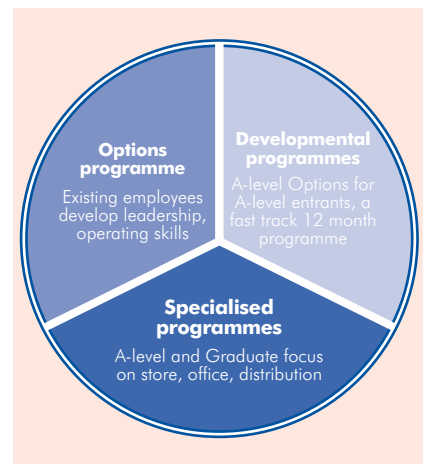 Options
programme
Existing employees
develop leadership,
operating skills
Developmental
programmes
A-level Options for
A-level entrants, a
fast track 12 month
programme
Specialised
programmes
A-level and Graduate focus
on store, office, distribution